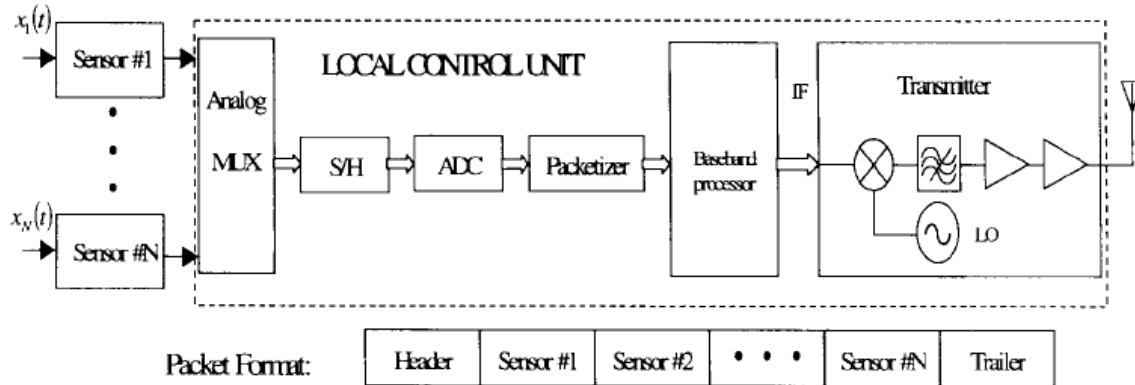 x₁(t)
Sensor #1
xN(t)
Sensor #N
LOCAL CONTROL UNIT
Analog
MUX
S/H
ADC
Packetizer
Baseband
processor
IF
Transmitter
LO
Packet Format:
Header
Sensor #1
Sensor #2
• • •
Sensor #N
Trailer